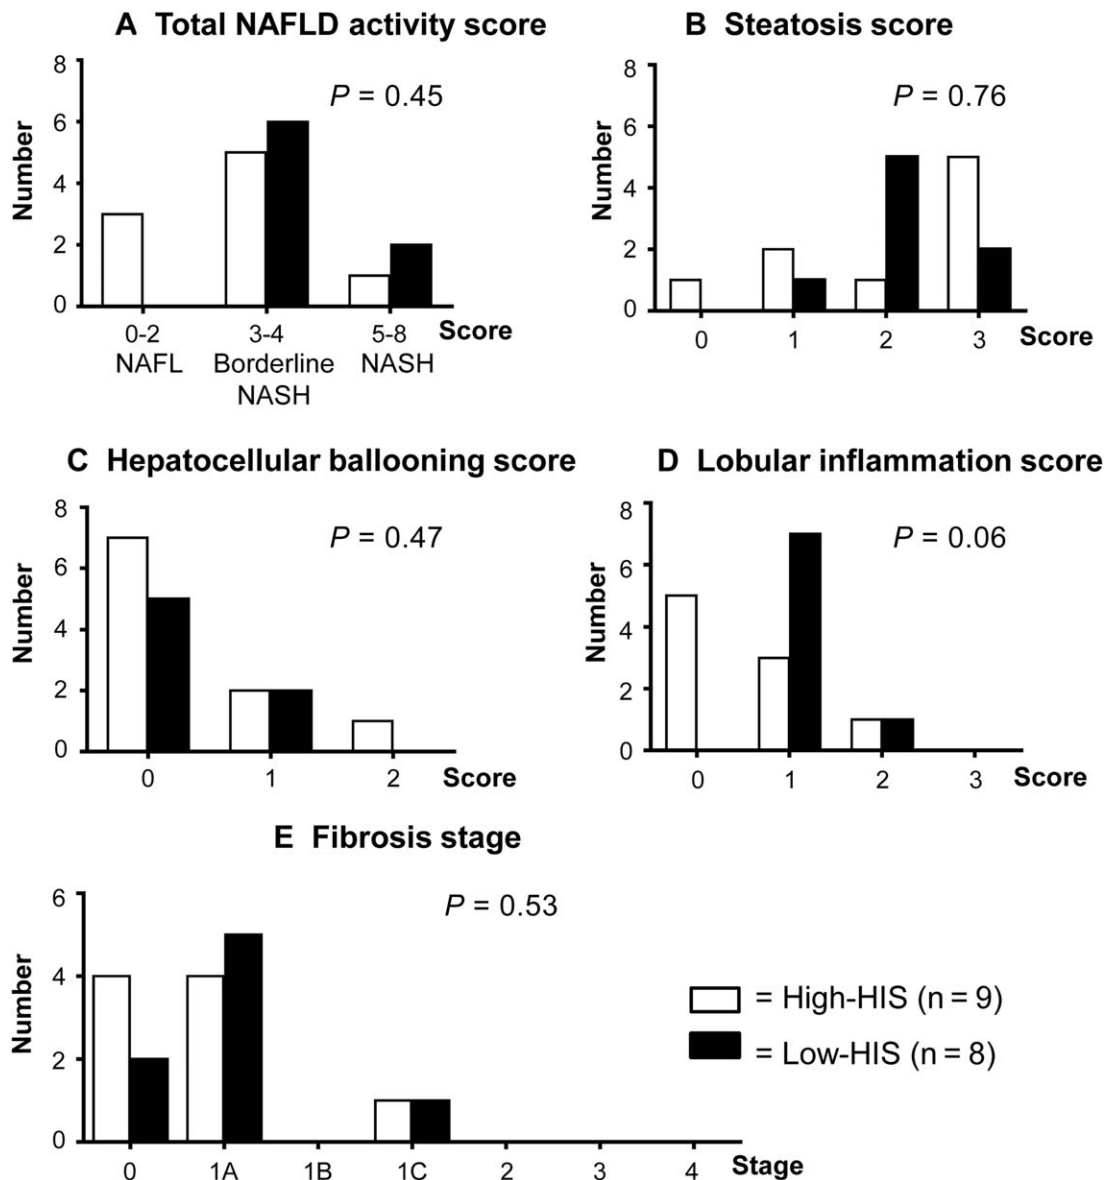 A Total NAFLD activity score
8
6
4
2
0
Number
P = 0.45
0-2 3-4 5-8 Score
NAFL Borderline NASH
NASH
B Steatosis score
8
6
4
2
0
Number
P = 0.76
0 1 2 3 Score
C Hepatocellular ballooning score
8
6
4
2
0
Number
P = 0.47
0 1 2 Score
D Lobular inflammation score
8
6
4
2
0
Number
P = 0.06
0 1 2 3 Score
E Fibrosis stage
6
4
2
0
Number
P = 0.53
0 1A 1B 1C 2 3 4 Stage
= High-HIS (n = 9)
= Low-HIS (n = 8)